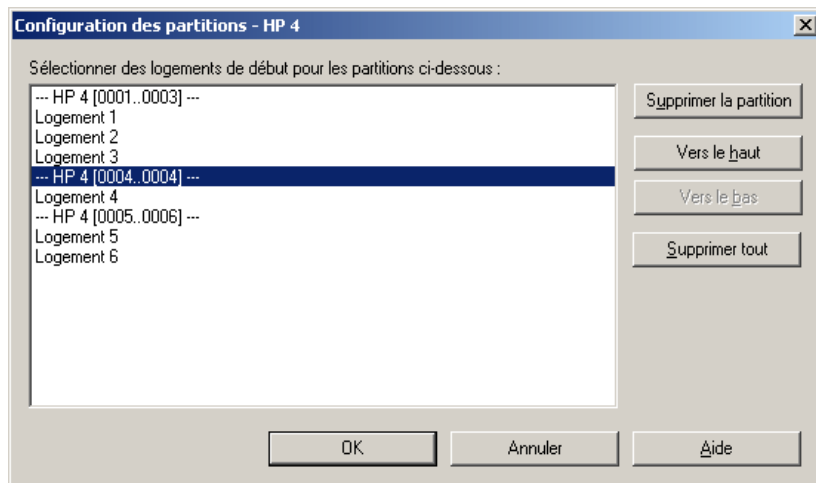 Configuration des partitions - HP 4
Sélectionner des logements de début pour les partitions ci-dessous :
--- HP 4 [0001..0003] ---
Logement 1
Logement 2
Logement 3
--- HP 4 [0004..0004] ---
Logement 4
--- HP 4 [0005..0006] ---
Logement 5
Logement 6
Supprimer la partition
Vers le haut
Vers le bas
Supprimer tout
OK
Annuler
Aide